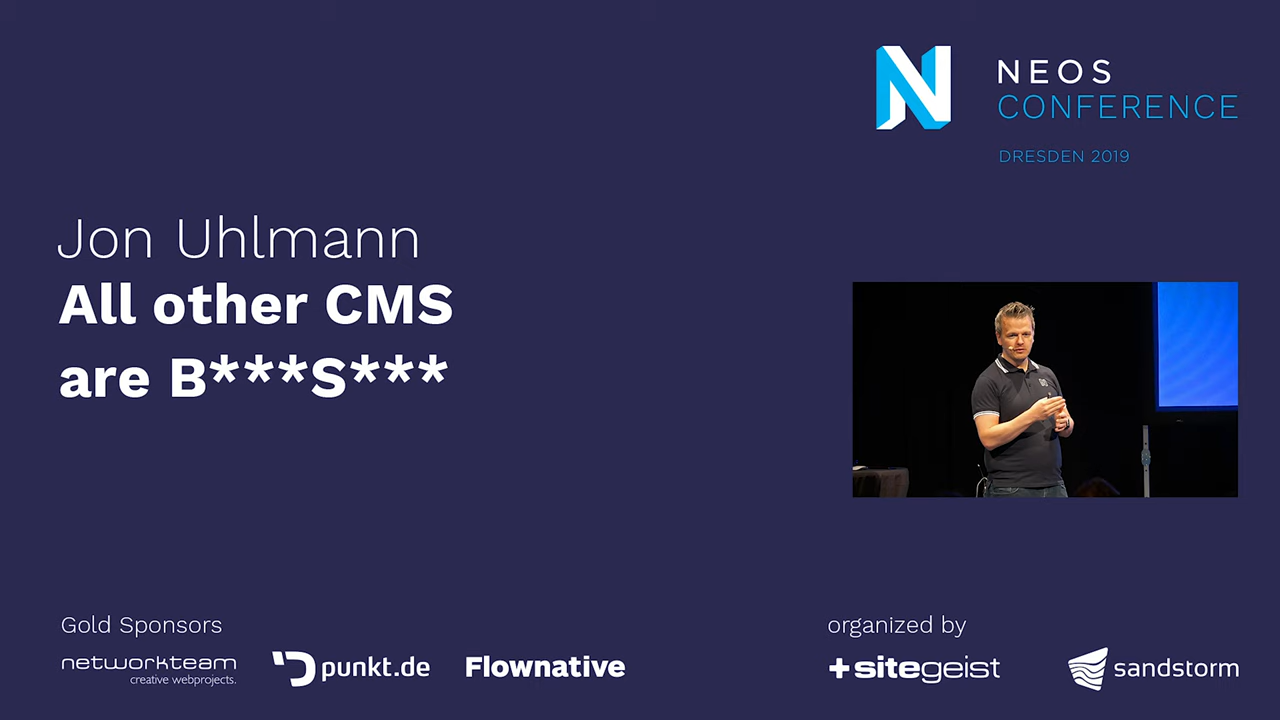 NEOS
CONFERENCE
DRESDEN 2019
Jon Uhlmann
All other CMS
are B***S***
Gold Sponsors
networkteam
creative webprojects.
punkt.de
Flownative
organized by
+sitegeist
sandstorm